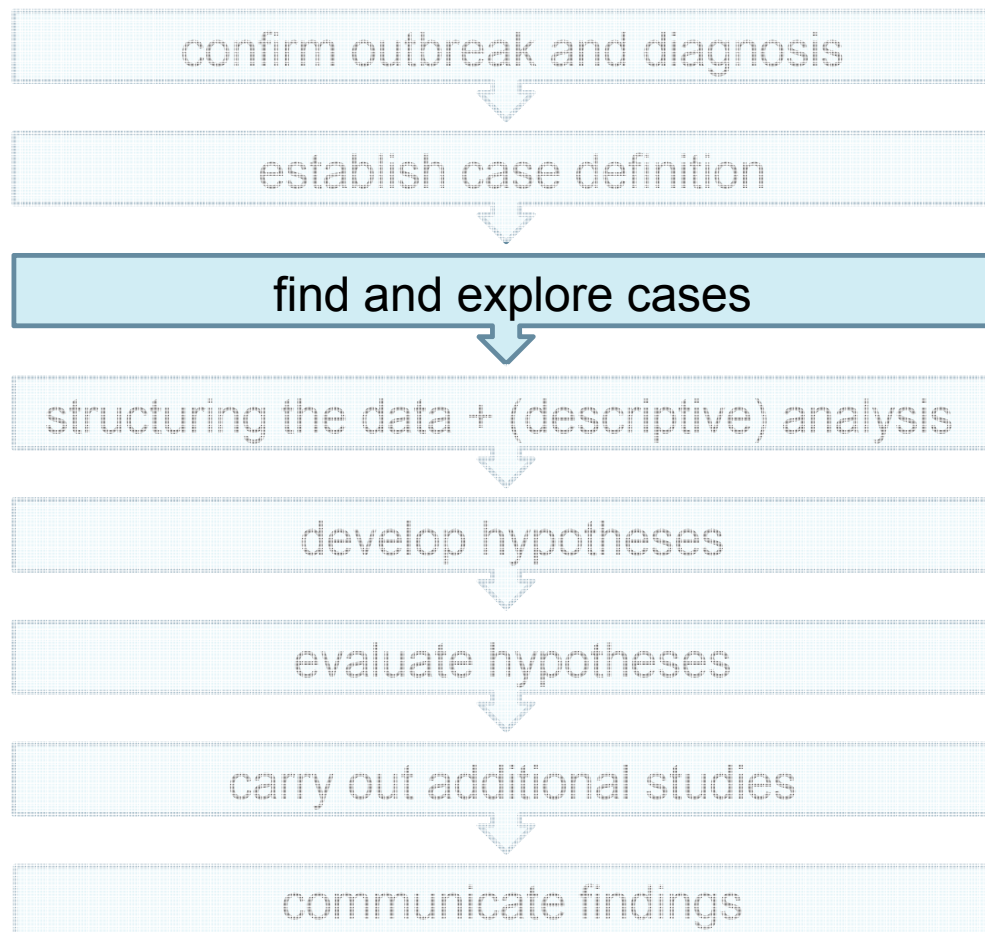 confirm outbreak and diagnosis
establish case definition
find and explore cases
structuring the data + (descriptive) analysis
develop hypotheses
evaluate hypotheses
carry out additional studies
communicate findings